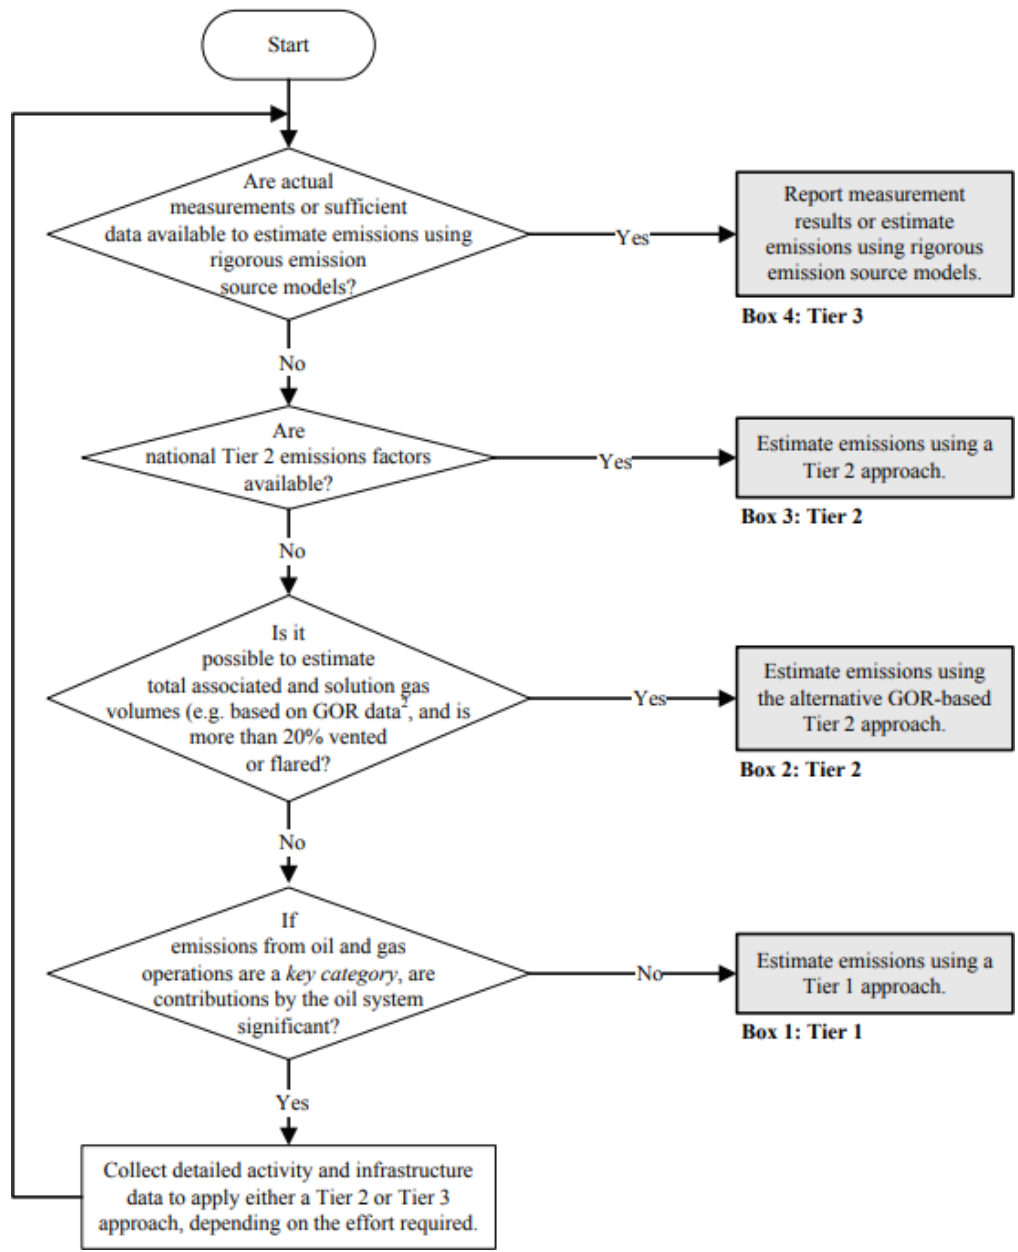 Start
Are actual
measurements or sufficient
data available to estimate emissions using
rigorous emission
source models?
Yes
Report measurement
results or estimate
emissions using rigorous
emission source models.
Box 4: Tier 3
No
Are
national Tier 2 emissions factors
available?
Yes
Estimate emissions using a
Tier 2 approach.
Box 3: Tier 2
No
Is it
possible to estimate
total associated and solution gas
volumes (e.g. based on GOR data2, and is
more than 20% vented
or flared?
Yes
Estimate emissions using
the alternative GOR-based
Tier 2 approach.
Box 2: Tier 2
No
If
emissions from oil and gas
operations are a key category, are
contributions by the oil system
significant?
No
Estimate emissions using a
Tier 1 approach.
Box 1: Tier 1
Yes
Collect detailed activity and infrastructure
data to apply either a Tier 2 or Tier 3
approach, depending on the effort required.